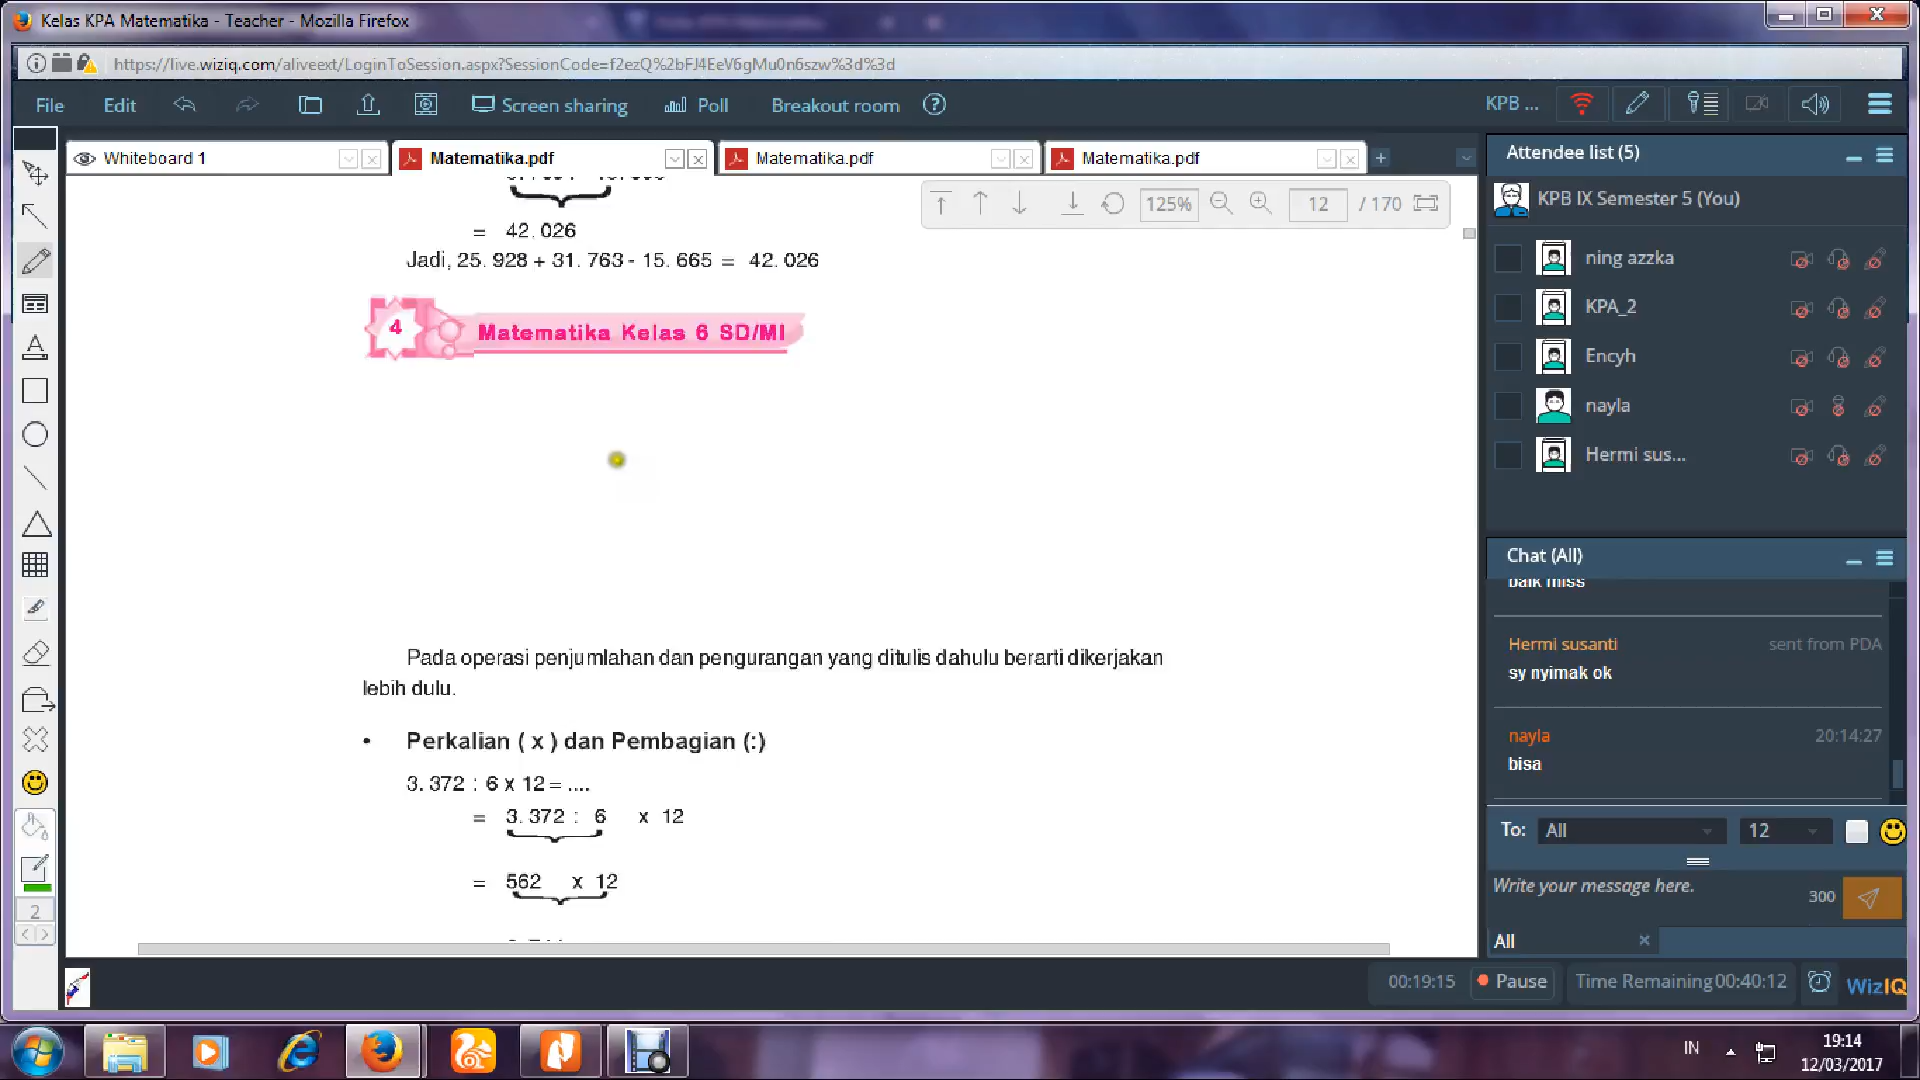 Kelas KPA Matematika - Teacher - Mozilla Firefox
https://live.wiziq.com/aliveext/LoginToSession.aspx?SessionCode=f2ezQ%2bFJ4EeV6gMu0n6szw%3d%3d
File Edit Screen sharing Poll Breakout room KPB ...
Whiteboard 1 Matematika.pdf Matematika.pdf Matematika.pdf
125% 12 / 170
= 42. 026
Jadi, 25. 928 + 31. 763 - 15. 665 = 42. 026
4 Matematika Kelas 6 SD/MI
Pada operasi penjumlahan dan pengurangan yang ditulis dahulu berarti dikerjakan
lebih dulu.
• Perkalian ( x ) dan Pembagian (:)
3. 372 : 6 x 12 = ....
= 3. 372 : 6 x 12
= 562 x 12
2
Attendee list (5)
KPB IX Semester 5 (You)
ning azzka
KPA_2
Encyh
nayla
Hermi sus...
Chat (All)
baik miss
Hermi susanti sent from PDA
sy nyimak ok
nayla 20:14:27
bisa
To: All 12
Write your message here. 300
All
00:19:15 Pause Time Remaining 00:40:12 WizIQ
IN 19:14
12/03/2017